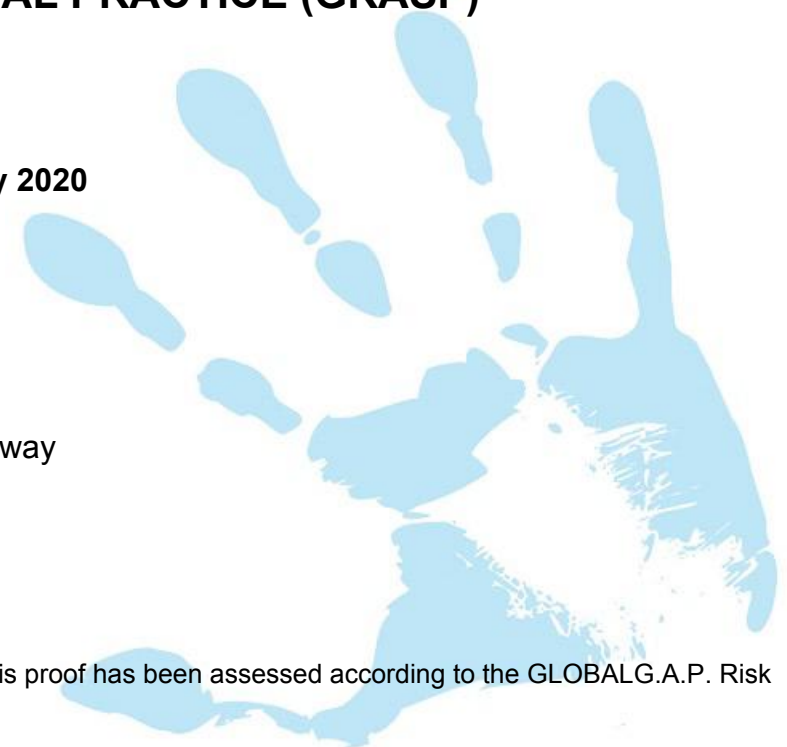 AL PRACTICE (GRASP)
y 2020
way
is proof has been assessed according to the GLOBALG.A.P. Risk